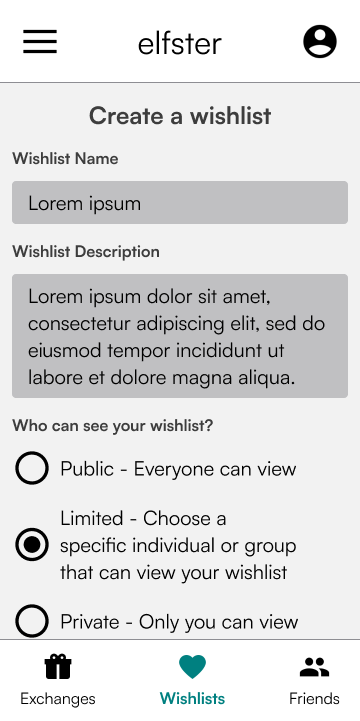 elfster
Create a wishlist
Wishlist Name
Lorem ipsum
Wishlist Description
Lorem ipsum dolor sit amet,
consectetur adipiscing elit, sed do
eiusmod tempor incididunt ut
labore et dolore magna aliqua.
Who can see your wishlist?
Public - Everyone can view
Limited - Choose a
specific individual or group
that can view your wishlist
Private - Only you can view
Exchanges
Wishlists
Friends